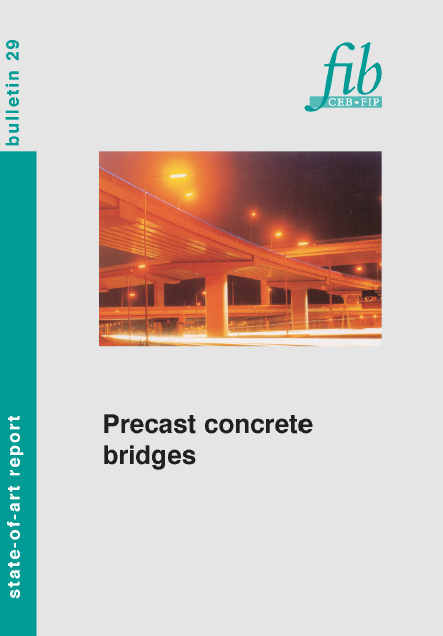 bulletin 29
fib
CEB•FIP
Precast concrete
bridges
state-of-art report